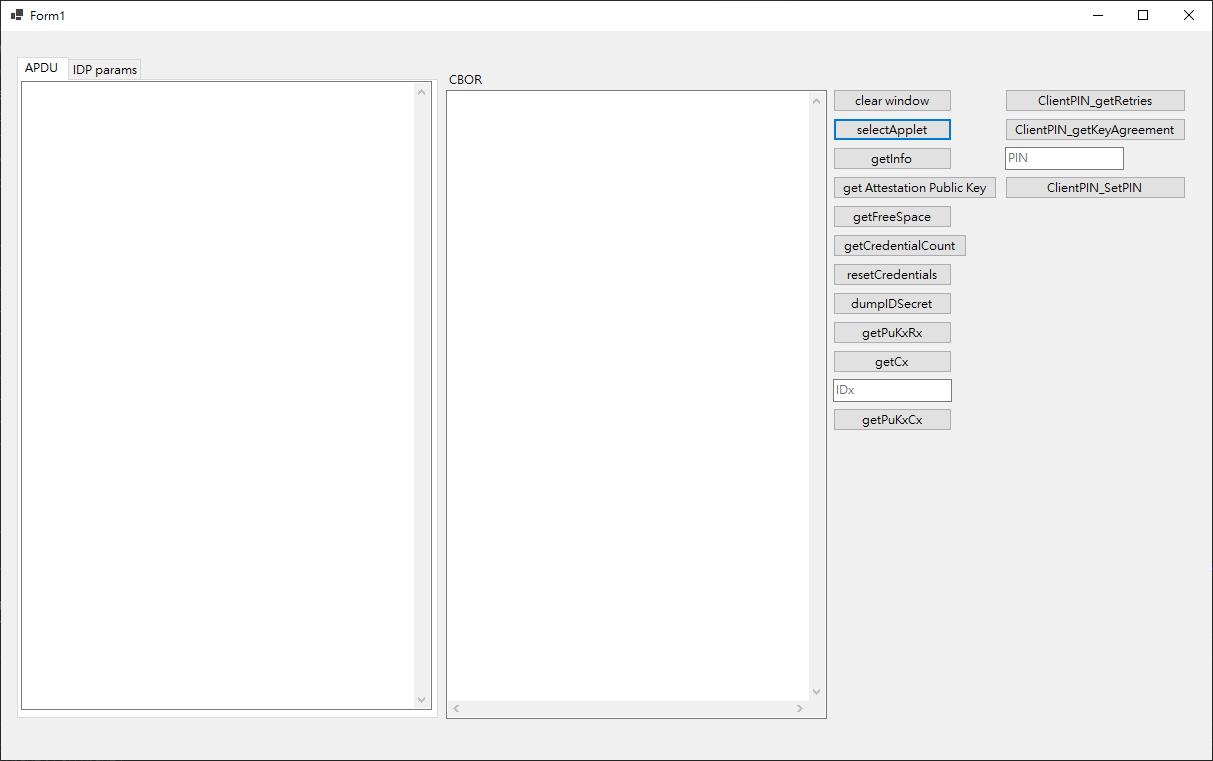 Form1
APDU
IDP params
CBOR
clear window
selectApplet
getInfo
get Attestation Public Key
getFreeSpace
getCredentialCount
resetCredentials
dumpIDSecret
getPuKxRx
getCx
IDx
getPuKxCx
ClientPIN_getRetries
ClientPIN_getKeyAgreement
PIN
ClientPIN_SetPIN